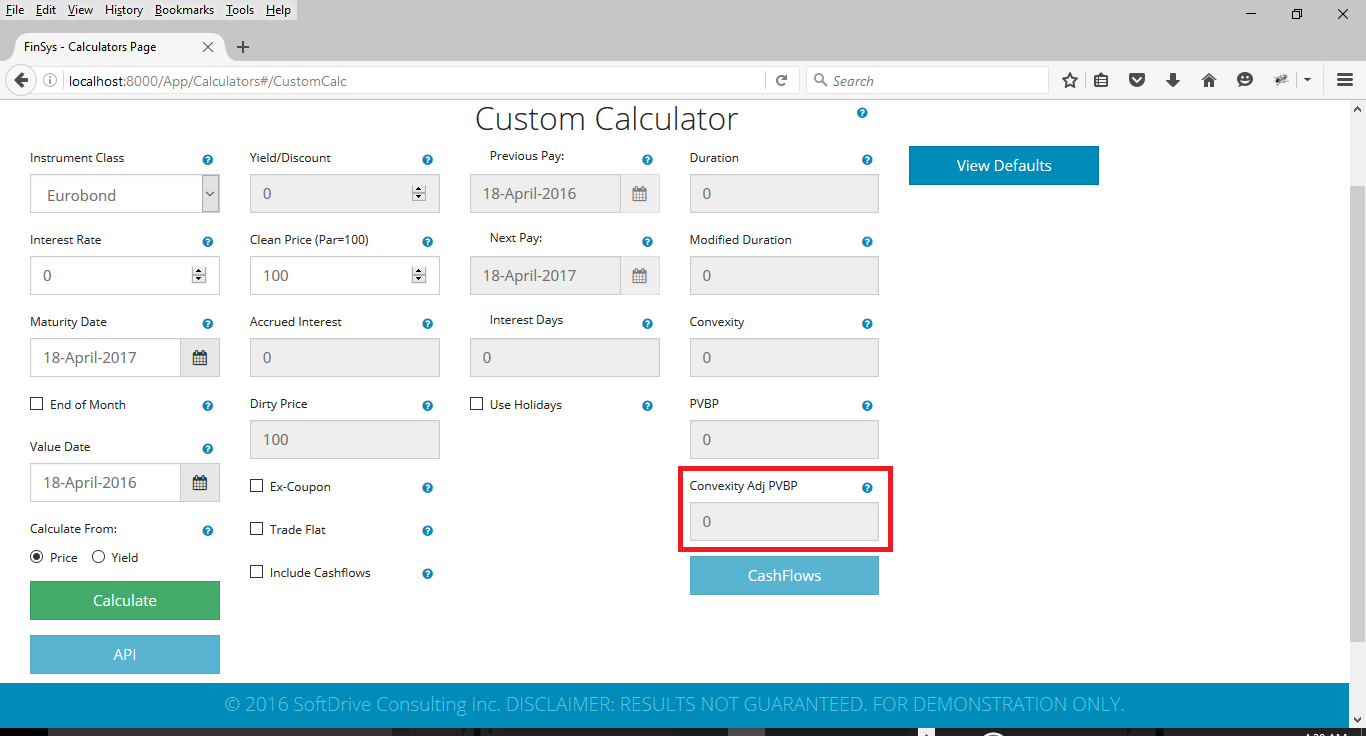 File Edit View History Bookmarks Tools Help
FinSys - Calculators Page
localhost:8000/App/Calculators#/CustomCalc
Search
Custom Calculator
Instrument Class
Eurobond
Interest Rate
0
Maturity Date
18-April-2017
End of Month
Value Date
18-April-2016
Calculate From:
Price Yield
Calculate
API
Yield/Discount
0
Clean Price (Par=100)
100
Accrued Interest
0
Dirty Price
100
Ex-Coupon
Trade Flat
Include Cashflows
Previous Pay:
18-April-2016
Next Pay:
18-April-2017
Interest Days
0
Use Holidays
Duration
0
Modified Duration
0
Convexity
0
PVBP
0
Convexity Adj PVBP
0
CashFlows
View Defaults
© 2016 SoftDrive Consulting Inc. DISCLAIMER: RESULTS NOT GUARANTEED. FOR DEMONSTRATION ONLY.